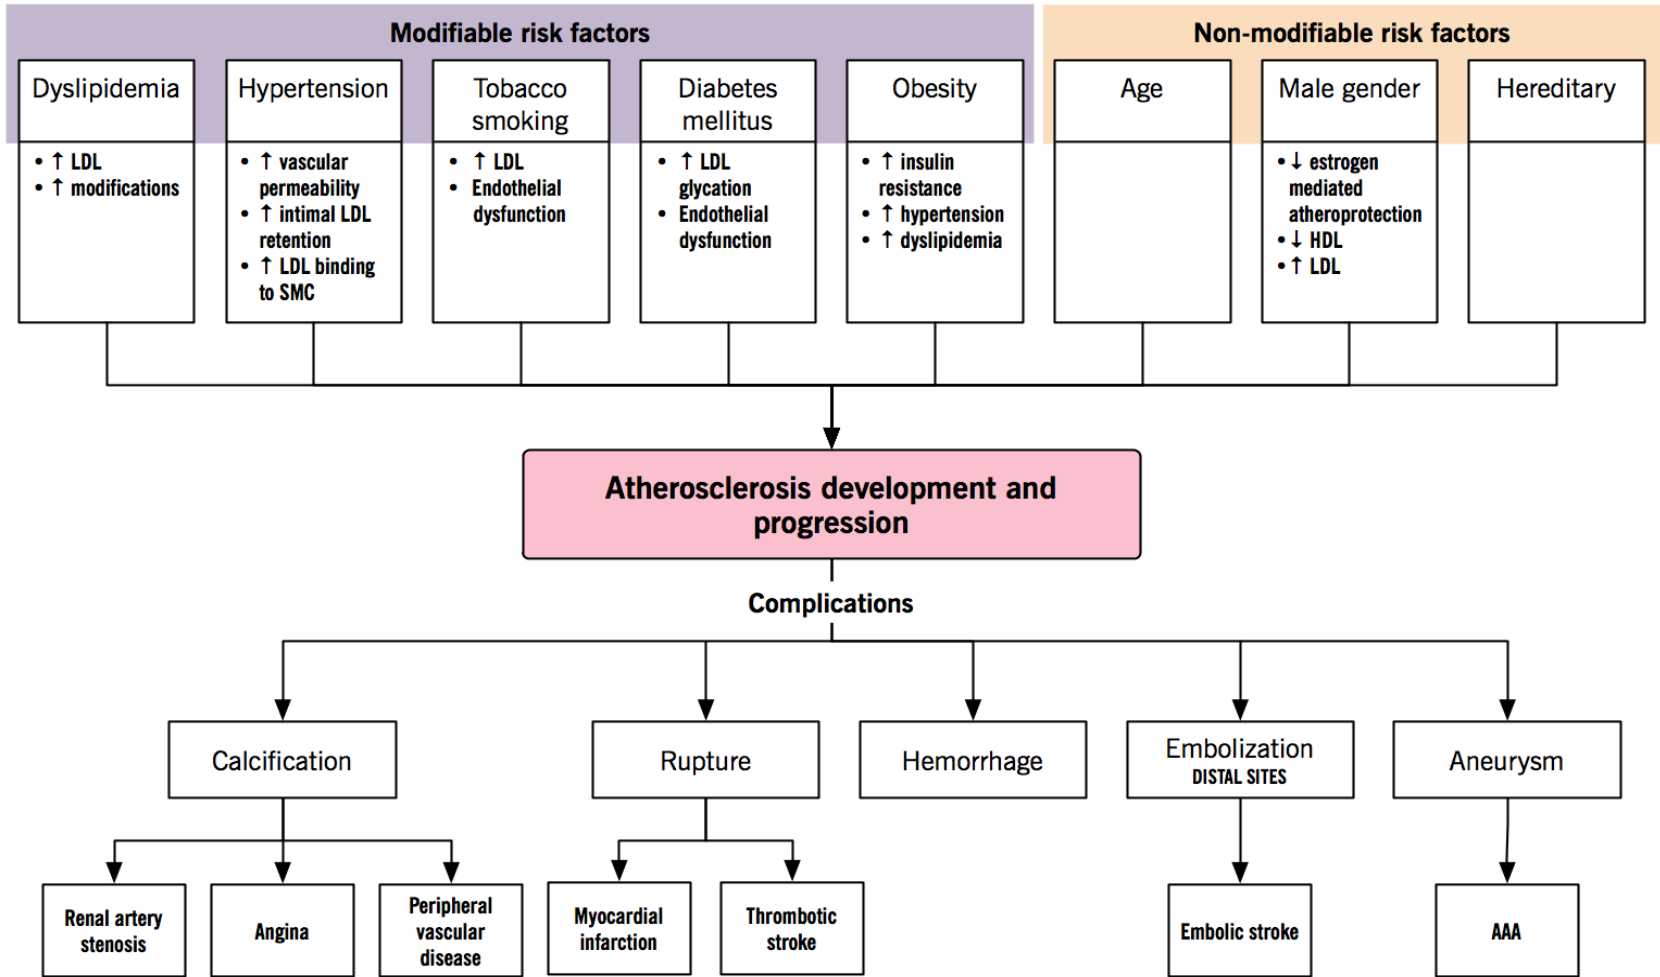 Modifiable risk factors
Non-modifiable risk factors
Dyslipidemia
• ↑ LDL
• ↑ modifications
Hypertension
• ↑ vascular
permeability
• ↑ intimal LDL
retention
• ↑ LDL binding
to SMC
Tobacco
smoking
• ↑ LDL
• Endothelial
dysfunction
Diabetes
mellitus
• ↑ LDL
glycation
• Endothelial
dysfunction
Obesity
• ↑ insulin
resistance
• ↑ hypertension
• ↑ dyslipidemia
Age
Male gender
• ↓ estrogen
mediated
atheroprotection
• ↓ HDL
• ↑ LDL
Hereditary
Atherosclerosis development and
progression
Complications
Calcification
Rupture
Hemorrhage
Embolization
DISTAL SITES
Aneurysm
Renal artery
stenosis
Angina
Peripheral
vascular
disease
Myocardial
infarction
Thrombotic
stroke
Embolic stroke
AAA